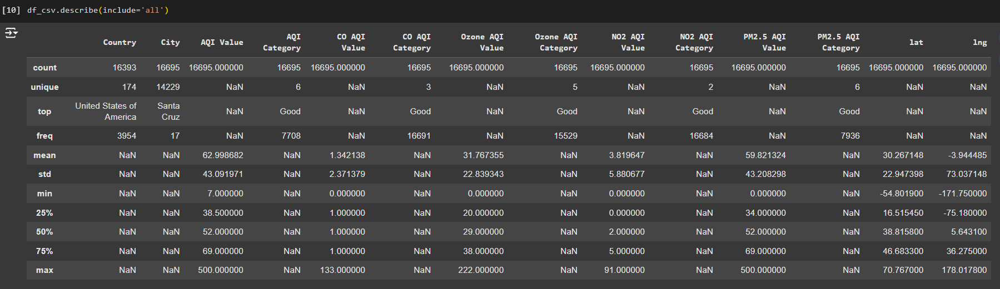 [10] df_csv.describe(include='all')
Country City AQI Value AQI Category CO AQI Value CO AQI Category Ozone AQI Value Ozone AQI Category NO2 AQI Value NO2 AQI Category PM2.5 AQI Value PM2.5 AQI Category lat lng
count 16393 16695 16695.000000 16695 16695.000000 16695 16695.000000 16695 16695.000000 16695 16695.000000 16695 16695.000000 16695.000000
unique 174 14229 NaN 6 NaN 3 NaN 5 NaN 2 NaN 6 NaN NaN
top United States of America Santa Cruz NaN Good NaN Good NaN Good NaN Good NaN Good NaN NaN
freq 3954 17 NaN 7708 NaN 16691 NaN 15529 NaN 16684 NaN 7936 NaN NaN
mean NaN NaN 62.998682 NaN 1.342138 NaN 31.767355 NaN 3.819647 NaN 59.821324 NaN 30.267148 -3.944485
std NaN NaN 43.091971 NaN 2.371379 NaN 22.839343 NaN 5.880677 NaN 43.208298 NaN 22.947398 73.037148
min NaN NaN 7.000000 NaN 0.000000 NaN 0.000000 NaN 0.000000 NaN 0.000000 NaN -54.801900 -171.750000
25% NaN NaN 38.500000 NaN 1.000000 NaN 20.000000 NaN 0.000000 NaN 34.000000 NaN 16.515450 -75.180000
50% NaN NaN 52.000000 NaN 1.000000 NaN 29.000000 NaN 2.000000 NaN 52.000000 NaN 38.815800 5.643100
75% NaN NaN 69.000000 NaN 1.000000 NaN 38.000000 NaN 5.000000 NaN 69.000000 NaN 46.683300 36.275000
max NaN NaN 500.000000 NaN 133.000000 NaN 222.000000 NaN 91.000000 NaN 500.000000 NaN 70.767000 178.017800